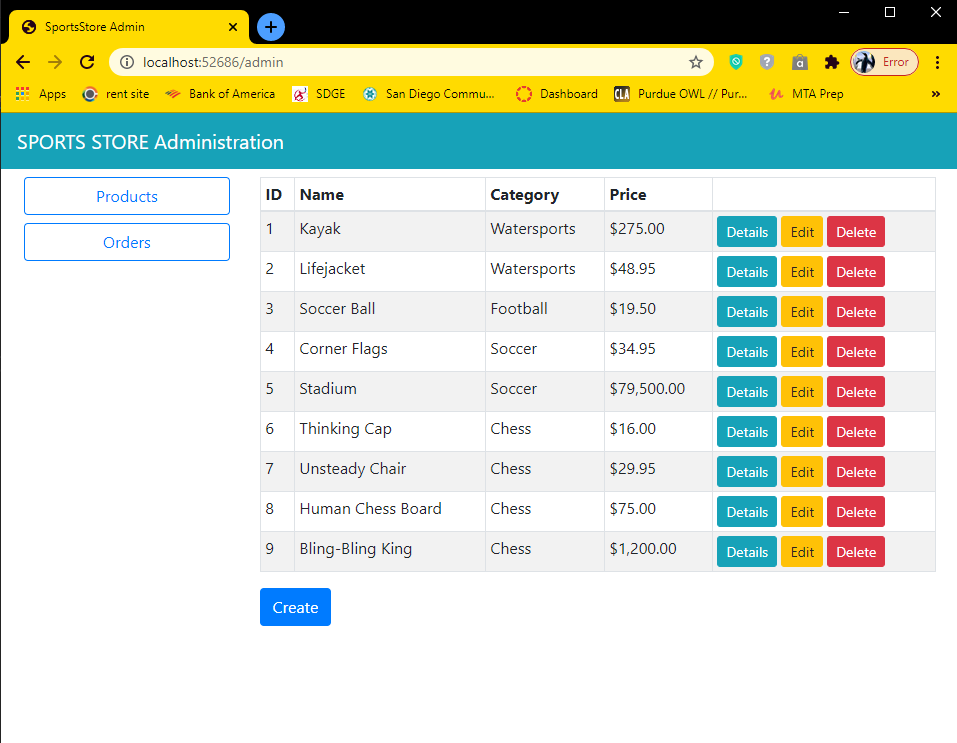 SportsStore Admin
localhost:52686/admin
Error
Apps rent site Bank of America SDGE San Diego Commu... Dashboard CLA Purdue OWL // Pur... MTA Prep »
SPORTS STORE Administration
Products
Orders
ID Name Category Price
1 Kayak Watersports $275.00 Details Edit Delete
2 Lifejacket Watersports $48.95 Details Edit Delete
3 Soccer Ball Football $19.50 Details Edit Delete
4 Corner Flags Soccer $34.95 Details Edit Delete
5 Stadium Soccer $79,500.00 Details Edit Delete
6 Thinking Cap Chess $16.00 Details Edit Delete
7 Unsteady Chair Chess $29.95 Details Edit Delete
8 Human Chess Board Chess $75.00 Details Edit Delete
9 Bling-Bling King Chess $1,200.00 Details Edit Delete
Create